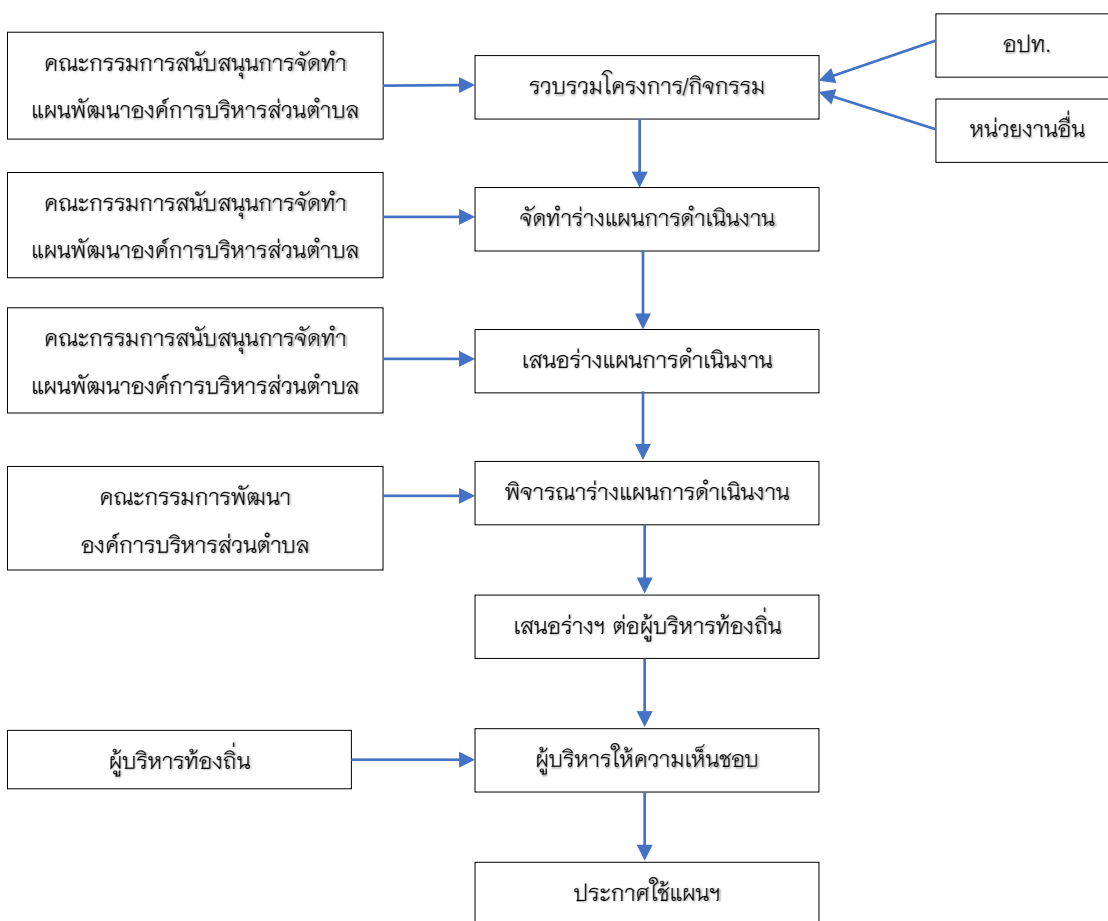 คณะกรรมการสนับสนุนการจัดทำ
แผนพัฒนาองค์การบริหารส่วนตำบล
รวบรวมโครงการ/กิจกรรม
อปท.
หน่วยงานอื่น
คณะกรรมการสนับสนุนการจัดทำ
แผนพัฒนาองค์การบริหารส่วนตำบล
จัดทำร่างแผนการดำเนินงาน
คณะกรรมการสนับสนุนการจัดทำ
แผนพัฒนาองค์การบริหารส่วนตำบล
เสนอร่างแผนการดำเนินงาน
คณะกรรมการพัฒนา
องค์การบริหารส่วนตำบล
พิจารณาร่างแผนการดำเนินงาน
เสนอร่างฯ ต่อผู้บริหารท้องถิ่น
ผู้บริหารท้องถิ่น
ผู้บริหารให้ความเห็นชอบ
ประกาศใช้แผนฯ